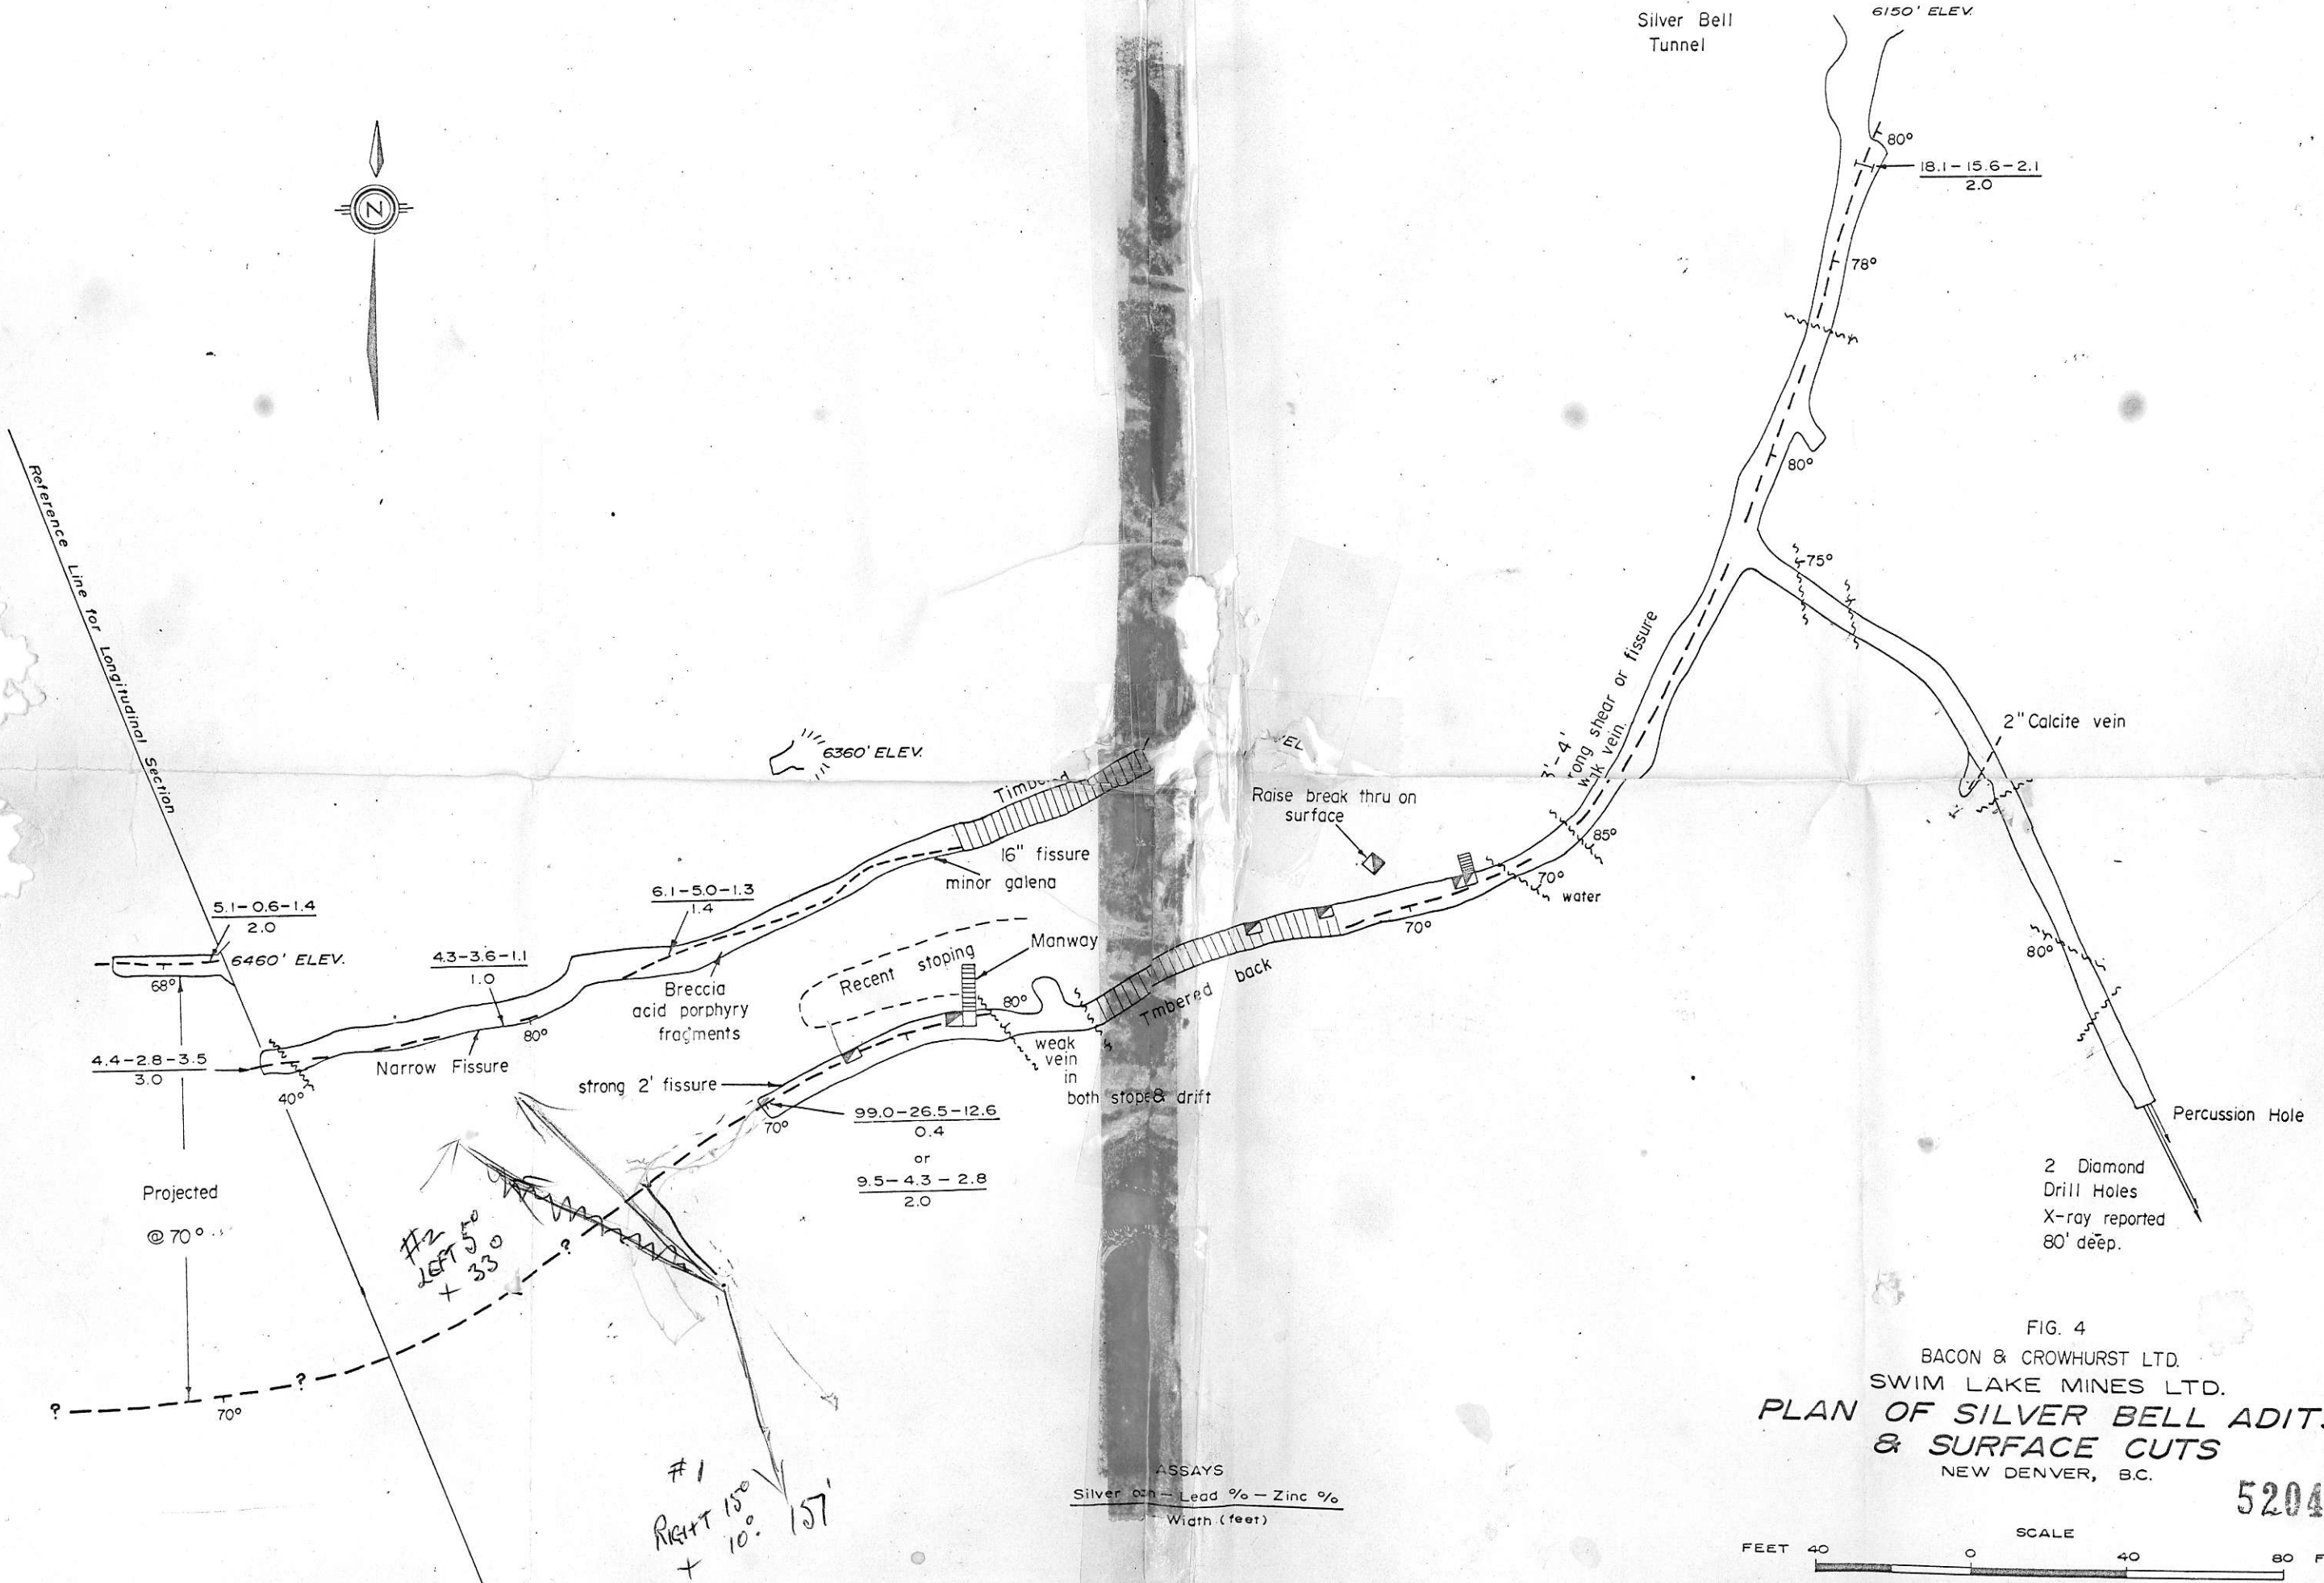 Silver Bell
Tunnel
6150' ELEV.
80°
18.1-15.6-2.1
2.0
78°
80°
75°
Reference Line for Longitudinal Section
N
3'-4'
rong shear or fissure
vein.
2" Calcite vein
6360' ELEV.
VEL
Timbered
Raise break thru on
surface
85°
70°
water
16" fissure
minor galena
6.1-5.0-1.3
1.4
5.1-0.6-1.4
2.0
6460' ELEV.
68°
4.3-3.6-1.1
1.0
Breccia
acid porphyry
fragments
Recent stoping
Manway
80°
70°
80°
Tmbered back
80°
4.4-2.8-3.5
3.0
40°
Narrow Fissure
weak
vein
in
both stope & drift
strong 2' fissure
70°
99.0-26.5-12.6
0.4
or
9.5-4.3-2.8
2.0
Percussion Hole
2 Diamond
Drill Holes
X-ray reported
80' deep.
Projected
@ 70°
#2
LEFT 5°
+ 33°
?
?
?
70°
#1
RIGHT 15°
+ 10°
157'
ASSAYS
Silver - Lead % - Zinc %
Width (feet)
FIG. 4
BACON & CROWHURST LTD.
SWIM LAKE MINES LTD.
PLAN OF SILVER BELL ADITS
& SURFACE CUTS
NEW DENVER, B.C.
5204
SCALE
FEET 40 0 40 80 F